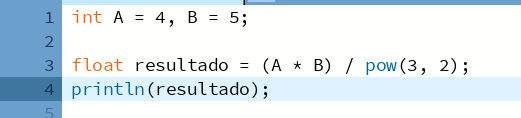 1 int A = 4, B = 5;
2
3 float resultado = (A * B) / pow(3, 2);
4 println(resultado);
5